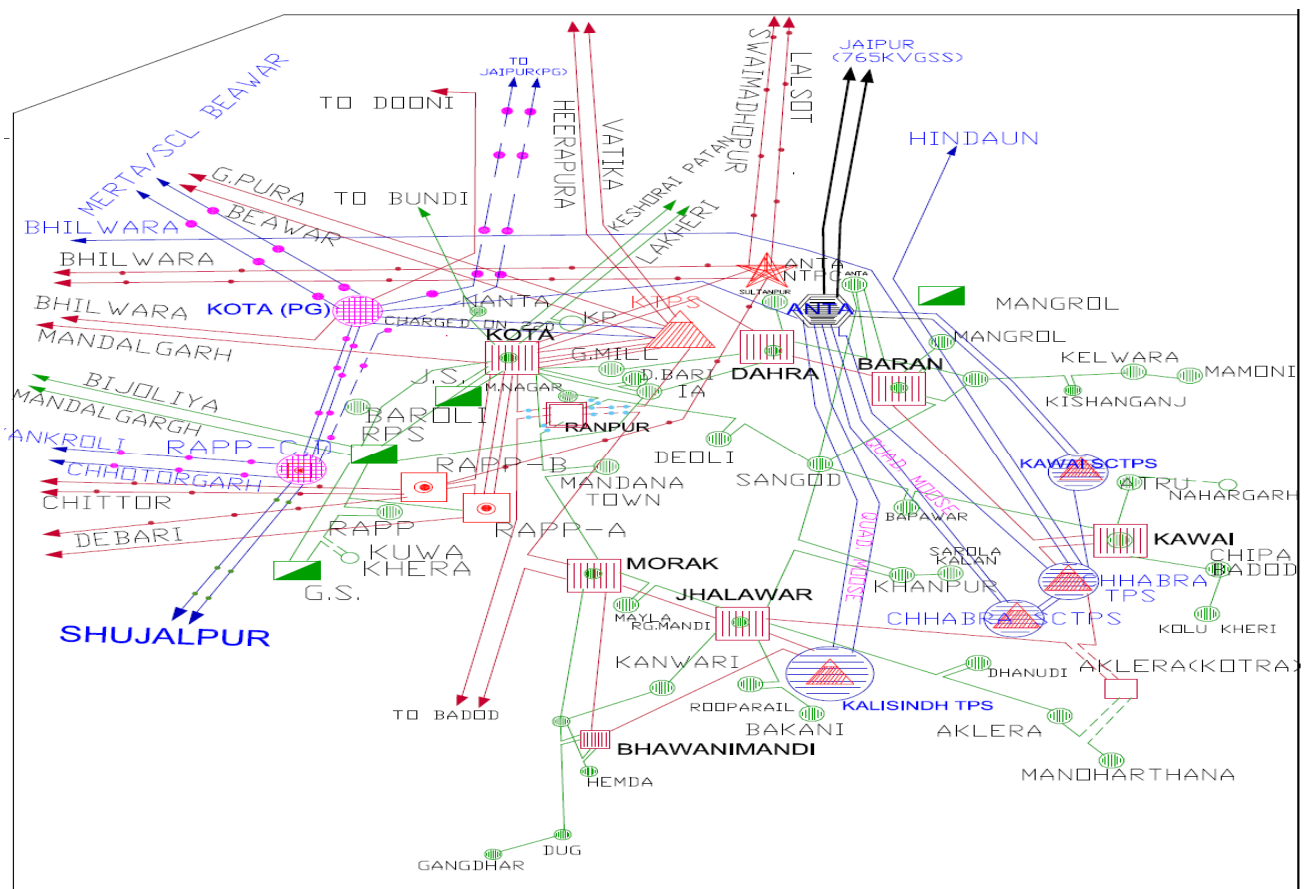 TO
JAIPUR(PG)
JAIPUR
(765KVGSS)
TO DOONI
HEERAPURA
VATIKA
SWAIMADHOPUR
LALSOT
HINDAUN
MERTA/SCL BEAWAR
G.PURA
BEAWAR
TO BUNDI
KESHORAI PATAN
LAKHERI
BHILWARA
BHILWARA
BHILWARA
MANDALGARH
KOTA (PG)
NANTA
CHARGED ON 220
KP
KTPS
KOTA
ANTA
NTPC
ANTA
SULTANPUR
ANTA
MANGROL
MANGROL
G.MILL
D.BARI
IA
DAHRA
BARAN
KELWARA
MAMONI
KISHANGANJ
BIJOLIYA
MANDALGARGH
J.S.
M.NAGAR
BAROLI
RPS
RANPUR
DEOLI
SANGOD
QUAD MOOSE
QUAD. MOOSE
KAWAI SCTPS
ATRU
NAHARGARH
ANKROLI
RAPP-C
CHHOTORGARH
CHITTOR
DEBARI
RAPP-B
MANDANA
TOWN
RAPP
RAPP-A
KUWA
KHERA
G.S.
BAPAWAR
KAWAI
CHIPA
BADOD
SAROLA
KALAN
KHANPUR
CHHABRA
TPS
CHHABRA SCTPS
KOLU KHERI
SHUJALPUR
MORAK
JHALAWAR
MAYLA
RG.MANDI
KANWARI
DHANUDI
AKLERA(KOTRA)
TO BADOD
ROOPARAIL
BAKANI
KALISINDH TPS
AKLERA
BHAWANIMANDI
HEMDA
MANOHARTHANA
DUG
GANGDHAR